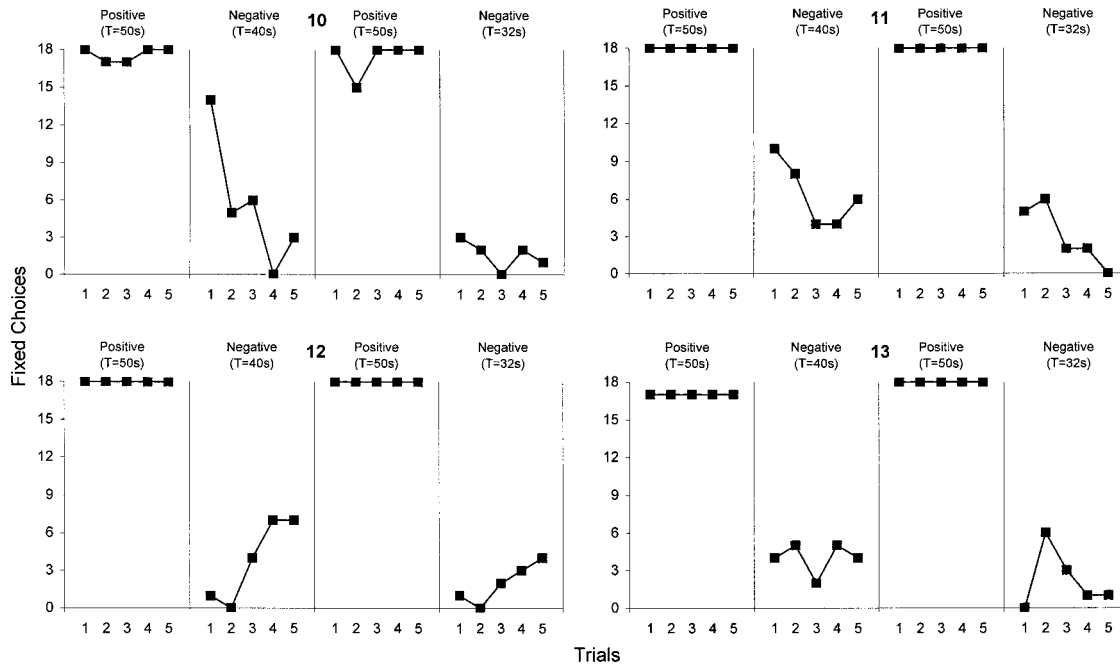 Positive Negative 10 Positive Negative
(T=50s) (T=40s) (T=50s) (T=32s)
Positive Negative 11 Positive Negative
(T=50s) (T=40s) (T=50s) (T=32s)
18
15
12
9
6
3
0
1 2 3 4 5 1 2 3 4 5 1 2 3 4 5 1 2 3 4 5
18
15
12
9
6
3
0
1 2 3 4 5 1 2 3 4 5 1 2 3 4 5 1 2 3 4 5
Fixed Choices
Positive Negative 12 Positive Negative
(T=50s) (T=40s) (T=50s) (T=32s)
Positive Negative 13 Positive Negative
(T=50s) (T=40s) (T=50s) (T=32s)
18
15
12
9
6
3
0
1 2 3 4 5 1 2 3 4 5 1 2 3 4 5 1 2 3 4 5
18
15
12
9
6
3
0
1 2 3 4 5 1 2 3 4 5 1 2 3 4 5 1 2 3 4 5
Trials